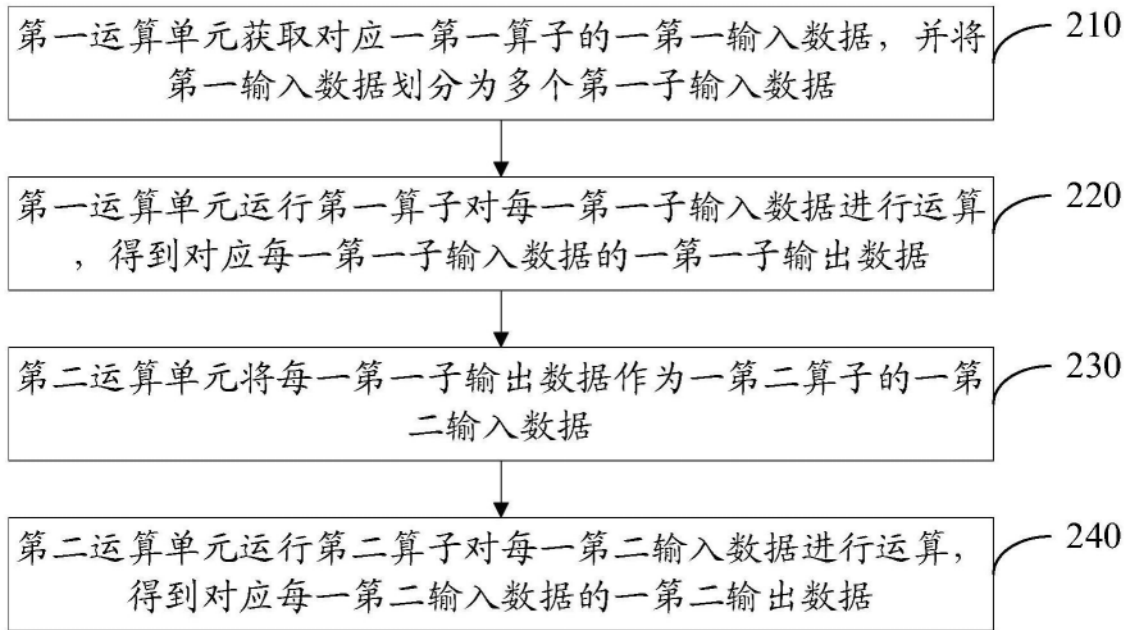 第一运算单元获取对应一第一算子的一第一输入数据，并将
第一输入数据划分为多个第一子输入数据
210
第一运算单元运行第一算子对每一第一子输入数据进行运算
，得到对应每一第一子输入数据的一第一子输出数据
220
第二运算单元将每一第一子输出数据作为一第二算子的一第
二输入数据
230
第二运算单元运行第二算子对每一第二输入数据进行运算，
得到对应每一第二输入数据的一第二输出数据
240